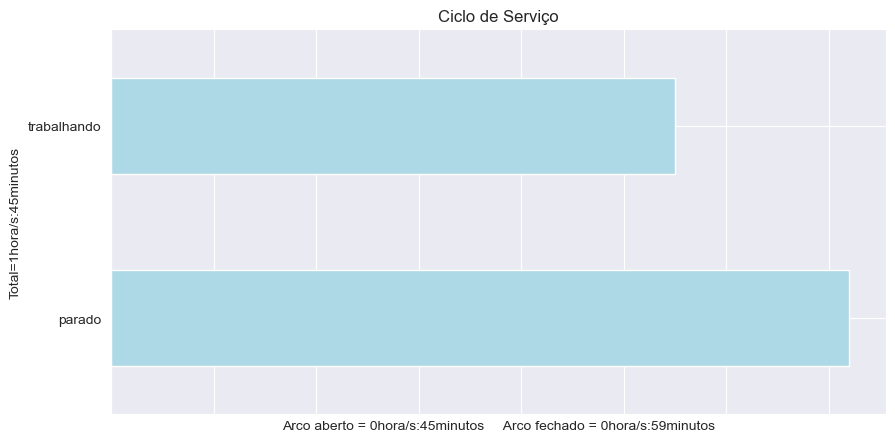 Ciclo de Serviço
trabalhando
Total=1hora/s:45minutos
parado
Arco aberto = 0hora/s:45minutos     Arco fechado = 0hora/s:59minutos